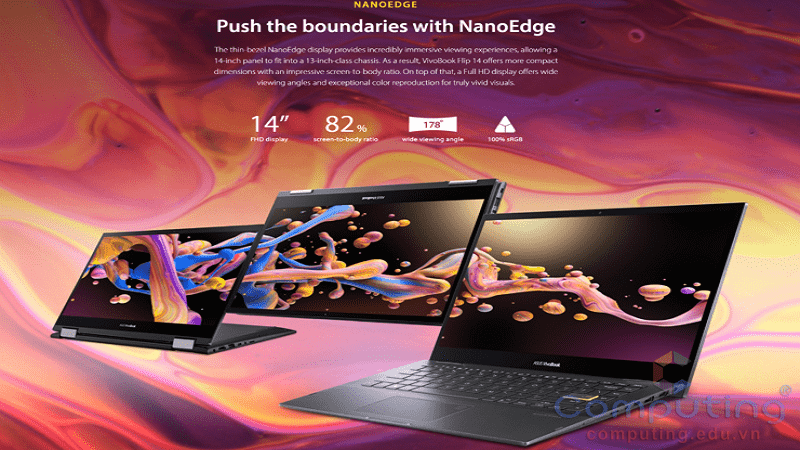 NANOEDGE
Push the boundaries with NanoEdge
The thin-bezel NanoEdge display provides incredibly immersive viewing experiences, allowing a
14-inch panel to fit into a 13-inch-class chassis. As a result, VivoBook Flip 14 offers more compact
dimensions with an impressive screen-to-body ratio. On top of that, a Full HD display offers wide
viewing angles and exceptional color reproduction for truly vivid visuals.
14” 82% 178°
FHD display screen-to-body ratio wide viewing angle 100% sRGB
ASUS VivoBook
Computing ®
computing.edu.vn